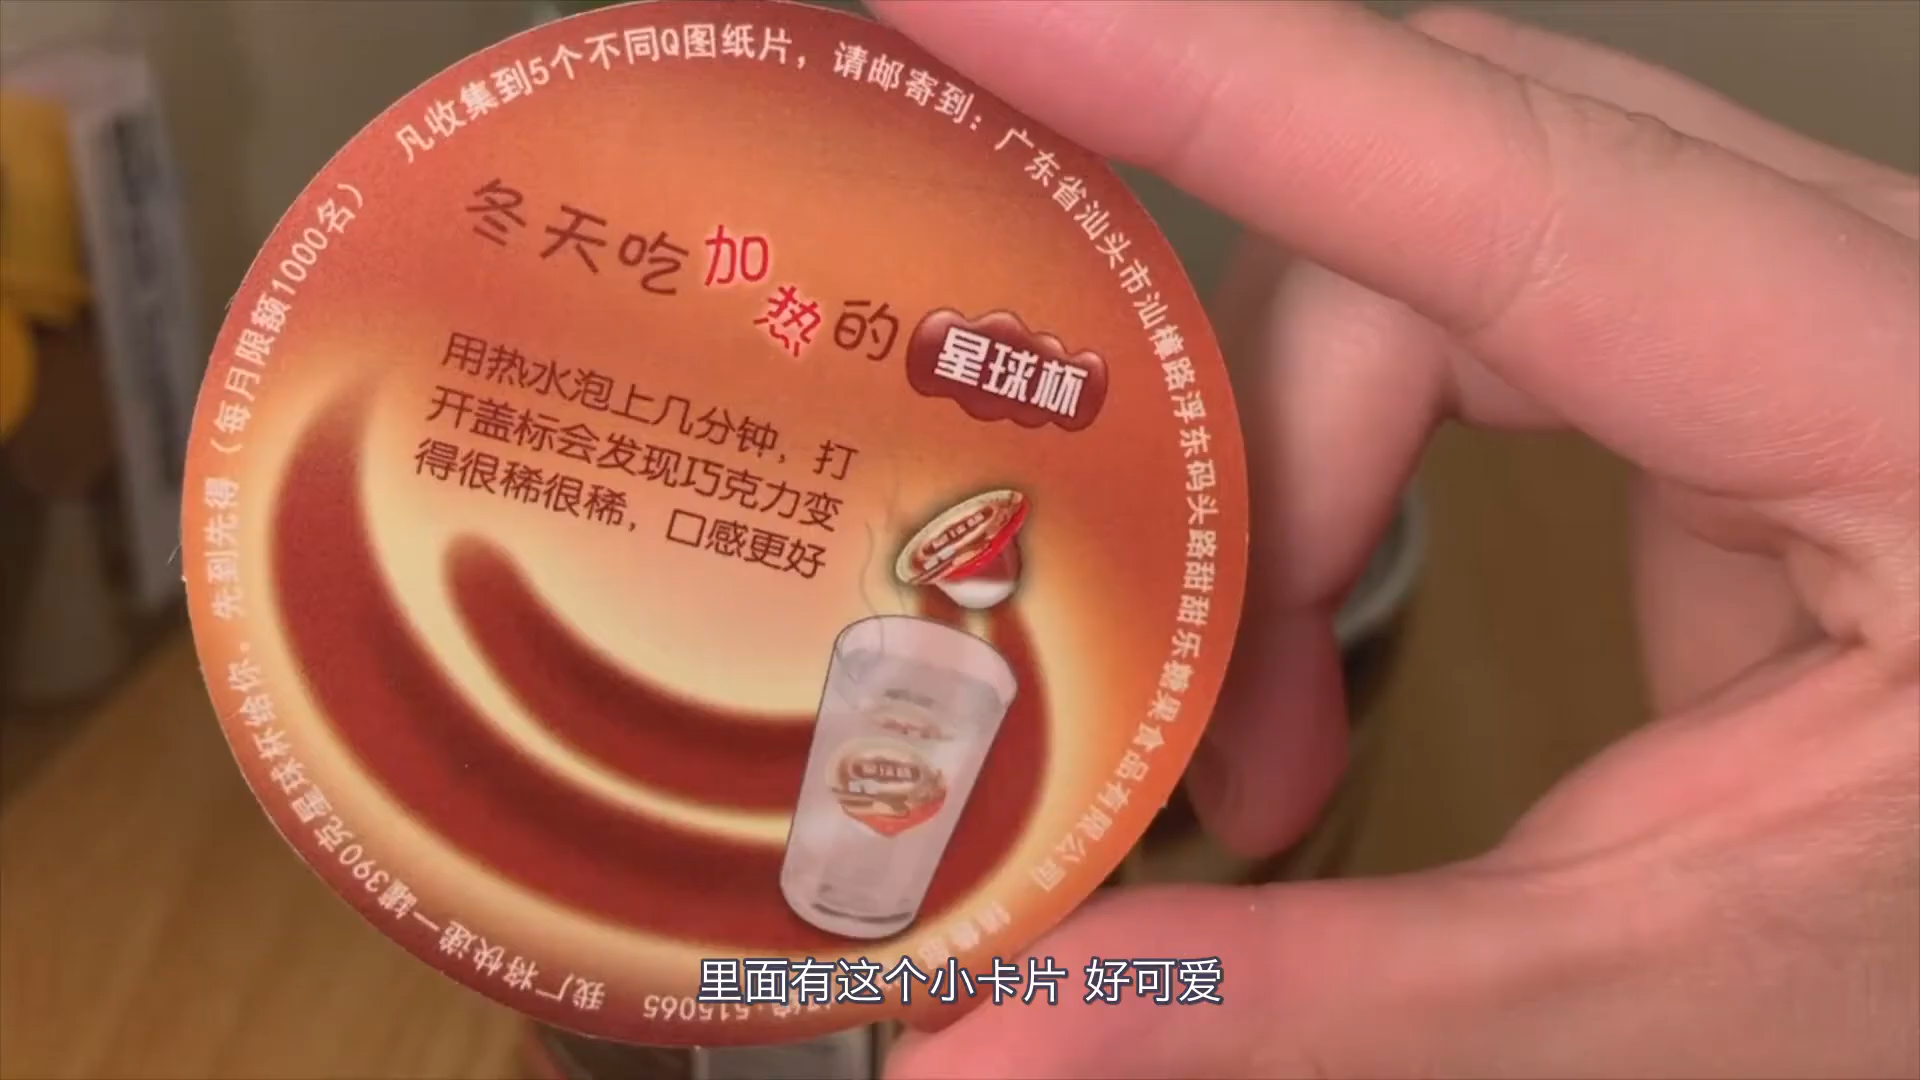 凡收集到5个不同Q图纸片，请邮寄到：广东省汕头市汕樟路浮东码头路甜甜甜乐糖果食品有限公司
515065
我厂将快递一罐390克星球杯给你。先到先得（每月限额1000名）
冬天吃加热的星球杯
用热水泡上几分钟，打
开盖标会发现巧克力变
得很稀很稀，口感更好
里面有这个小卡片 好可爱